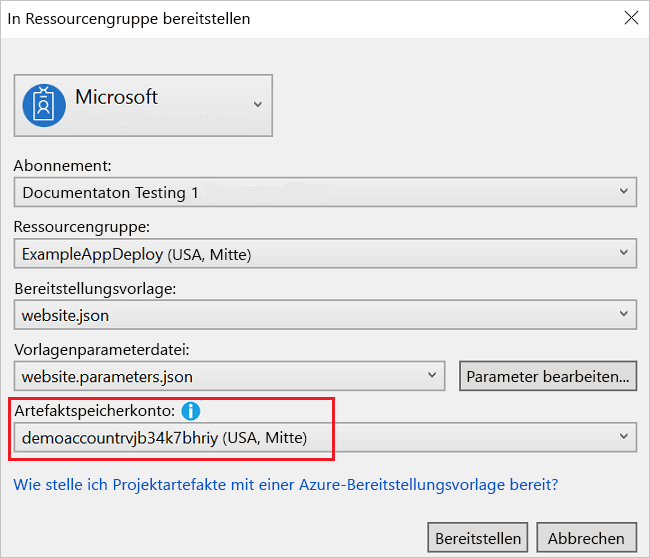 In Ressourcengruppe bereitstellen
Microsoft
Abonnement:
Documentaton Testing 1
Ressourcengruppe:
ExampleAppDeploy (USA, Mitte)
Bereitstellungsvorlage:
website.json
Vorlagenparameterdatei:
website.parameters.json
Parameter bearbeiten...
Artefaktspeicherkonto:
demoaccountrvjb34k7bhriy (USA, Mitte)
Wie stelle ich Projektartefakte mit einer Azure-Bereitstellungsvorlage bereit?
Bereitstellen
Abbrechen